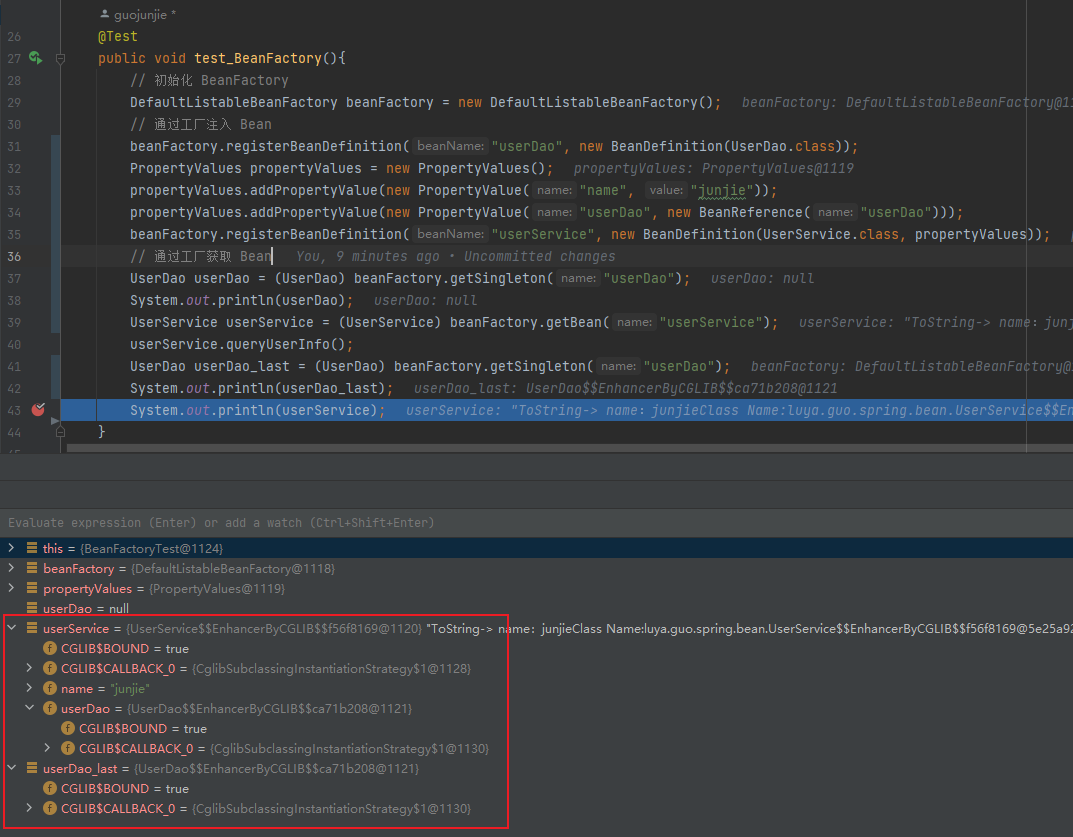 guojunjie *
26 @Test
27 public void test_BeanFactory(){
28 // 初始化 BeanFactory
29 DefaultListableBeanFactory beanFactory = new DefaultListableBeanFactory(); beanFactory: DefaultListableBeanFactory@11
30 // 通过工厂注入 Bean
31 beanFactory.registerBeanDefinition( beanName: "userDao", new BeanDefinition(UserDao.class));
32 PropertyValues propertyValues = new PropertyValues(); propertyValues: PropertyValues@1119
33 propertyValues.addPropertyValue(new PropertyValue( name: "name", value: "junjie"));
34 propertyValues.addPropertyValue(new PropertyValue( name: "userDao", new BeanReference( name: "userDao")));
35 beanFactory.registerBeanDefinition( beanName: "userService", new BeanDefinition(UserService.class, propertyValues));
36 // 通过工厂获取 Bean You, 9 minutes ago • Uncommitted changes
37 UserDao userDao = (UserDao) beanFactory.getSingleton( name: "userDao"); userDao: null
38 System.out.println(userDao); userDao: null
39 UserService userService = (UserService) beanFactory.getBean( name: "userService"); userService: "ToString-> name：junj
40 userService.queryUserInfo();
41 UserDao userDao_last = (UserDao) beanFactory.getSingleton( name: "userDao"); beanFactory: DefaultListableBeanFactory@
42 System.out.println(userDao_last); userDao_last: UserDao$$EnhancerByCGLIB$$ca71b208@1121
43 System.out.println(userService); userService: "ToString-> name：junjieClass Name:luya.guo.spring.bean.UserService$$En
44 }
Evaluate expression (Enter) or add a watch (Ctrl+Shift+Enter)
this = {BeanFactoryTest@1124}
beanFactory = {DefaultListableBeanFactory@1118}
propertyValues = {PropertyValues@1119}
userDao = null
userService = {UserService$$EnhancerByCGLIB$$f56f8169@1120} "ToString-> name：junjieClass Name:luya.guo.spring.bean.UserService$$EnhancerByCGLIB$$f56f8169@5e25a92
CGLIB$BOUND = true
CGLIB$CALLBACK_0 = {CglibSubclassingInstantiationStrategy$1@1128}
name = "junjie"
userDao = {UserDao$$EnhancerByCGLIB$$ca71b208@1121}
CGLIB$BOUND = true
CGLIB$CALLBACK_0 = {CglibSubclassingInstantiationStrategy$1@1130}
userDao_last = {UserDao$$EnhancerByCGLIB$$ca71b208@1121}
CGLIB$BOUND = true
CGLIB$CALLBACK_0 = {CglibSubclassingInstantiationStrategy$1@1130}